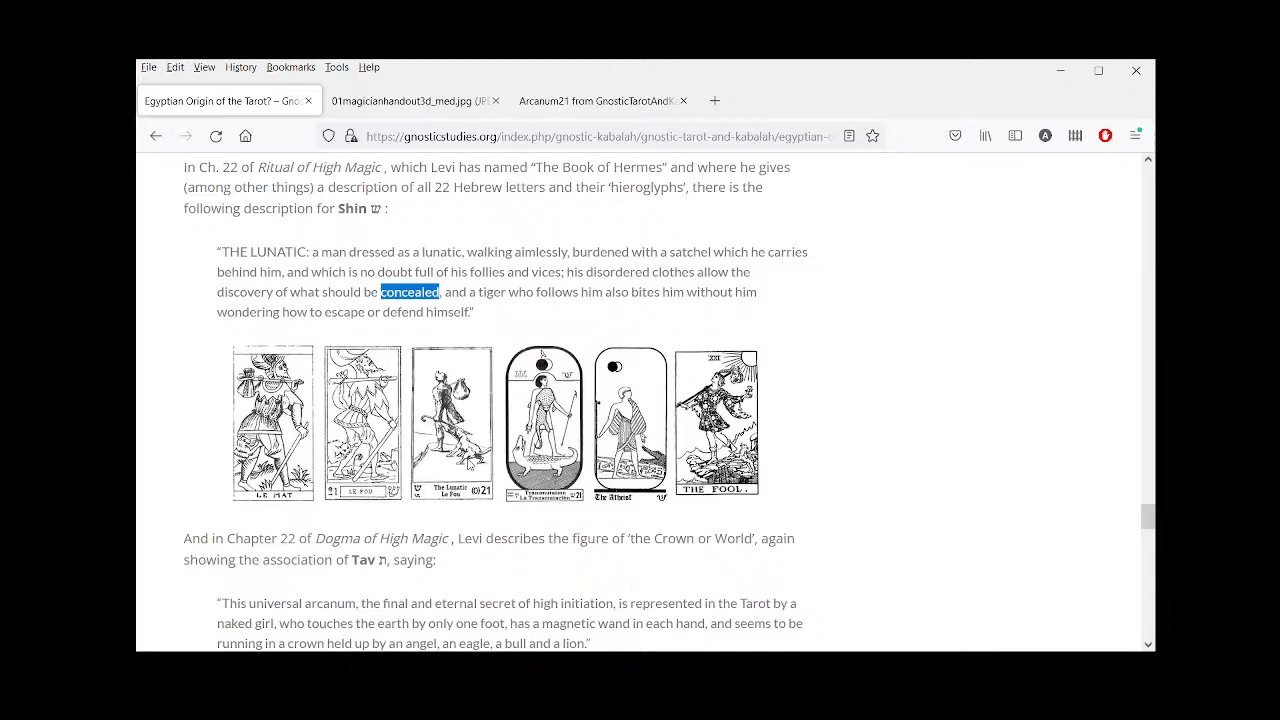 File Edit View History Bookmarks Tools Help
Egyptian Origin of the Tarot? – Gnos
01magicianhandout3d_med.jpg (JPE
Arcanum21 from GnosticTarotAndKa
https://gnosticstudies.org/index.php/gnostic-kabalah/gnostic-tarot-and-kabalah/egyptian-o
In Ch. 22 of Ritual of High Magic , which Levi has named “The Book of Hermes” and where he gives
(among other things) a description of all 22 Hebrew letters and their ‘hieroglyphs’, there is the
following description for Shin ש :
“THE LUNATIC: a man dressed as a lunatic, walking aimlessly, burdened with a satchel which he carries
behind him, and which is no doubt full of his follies and vices; his disordered clothes allow the
discovery of what should be concealed, and a tiger who follows him also bites him without him
wondering how to escape or defend himself.”
LE MAT
21 LE FOU ש
The Lunatic
Le Fou (0) 21
ש
Transmutation
La Transmutación ש 21
The Atheist ש
XXI
THE FOOL.
And in Chapter 22 of Dogma of High Magic , Levi describes the figure of ‘the Crown or World’, again
showing the association of Tav ת, saying:
“This universal arcanum, the final and eternal secret of high initiation, is represented in the Tarot by a
naked girl, who touches the earth by only one foot, has a magnetic wand in each hand, and seems to be
running in a crown held up by an angel, an eagle, a bull and a lion.”